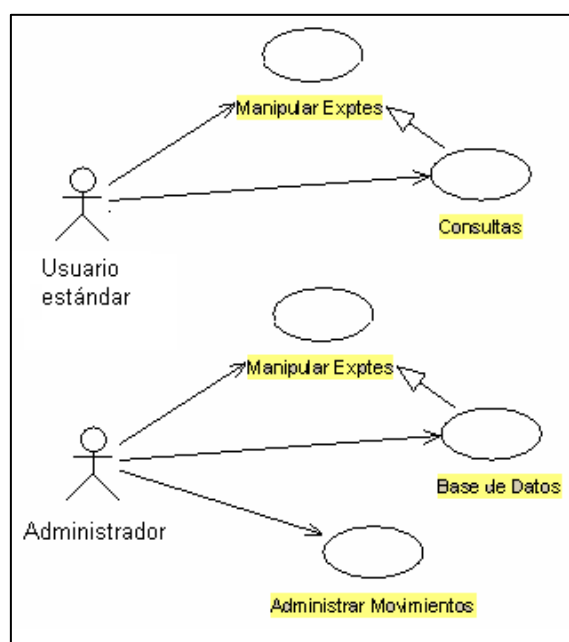 Manipular Exptes
Consultas
Usuario
estándar
Manipular Exptes
Base de Datos
Administrador
Administrar Movimientos